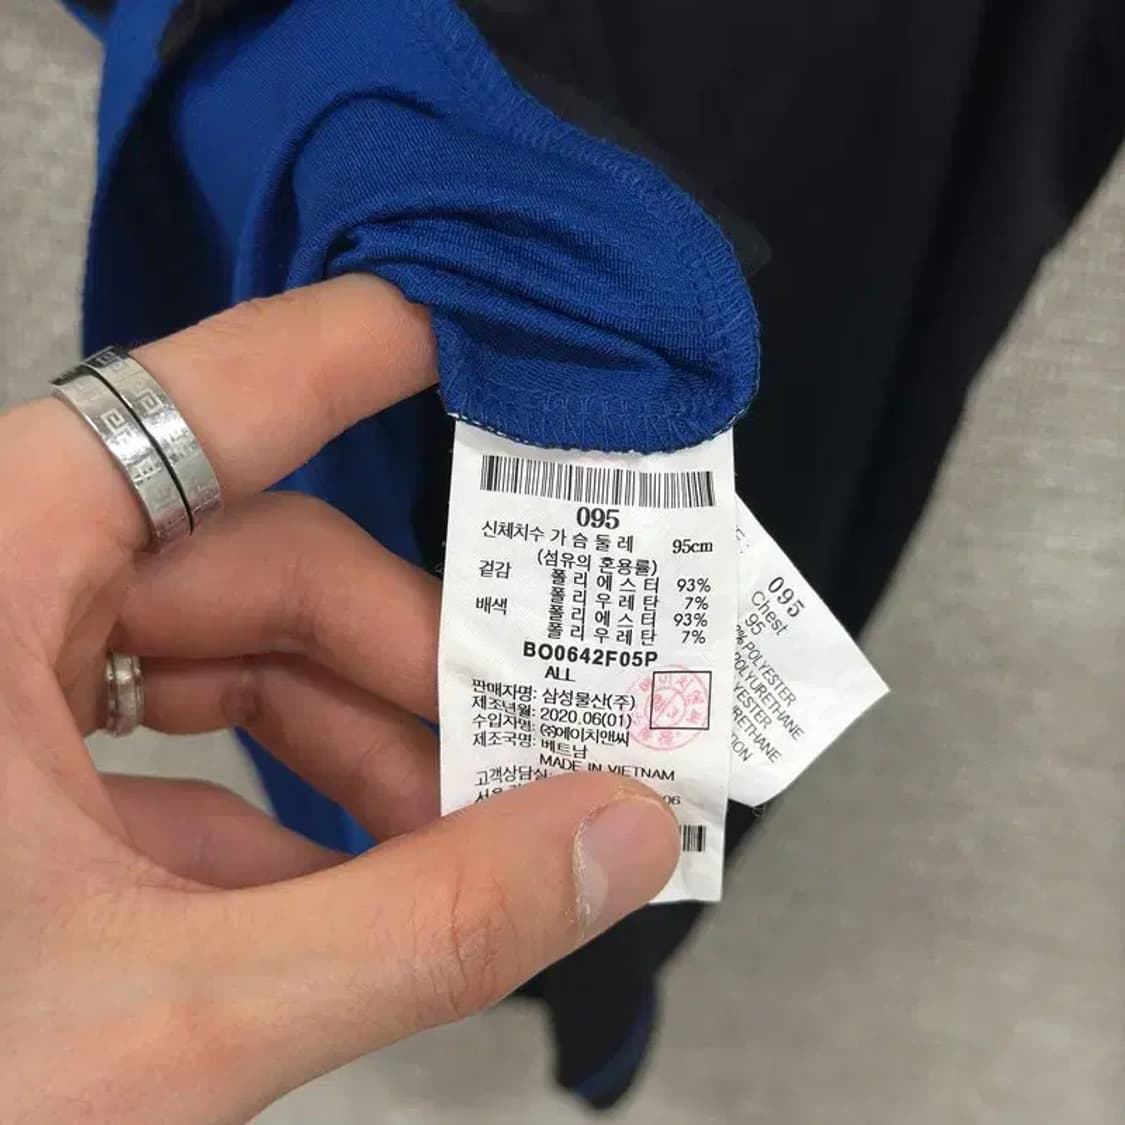 095
신체치수 가 슴 둘 레 95cm
(섬유의 혼용률)
겉감 폴 리 에 스 터 93%
폴 리 우 레 탄 7%
배색 폴 리 에 스 터 93%
폴 리 우 레 탄 7%
BO0642F05P
ALL
판매자명: 삼성물산(주)
제조년월: 2020.06(01)
수입자명: ㈜에이치앤씨
제조국명: 베트남
MADE IN VIETNAM
고객상담실:
06
095
Chest
95
% POLYESTER
POLYURETHANE
YESTER
URETHANE
ION